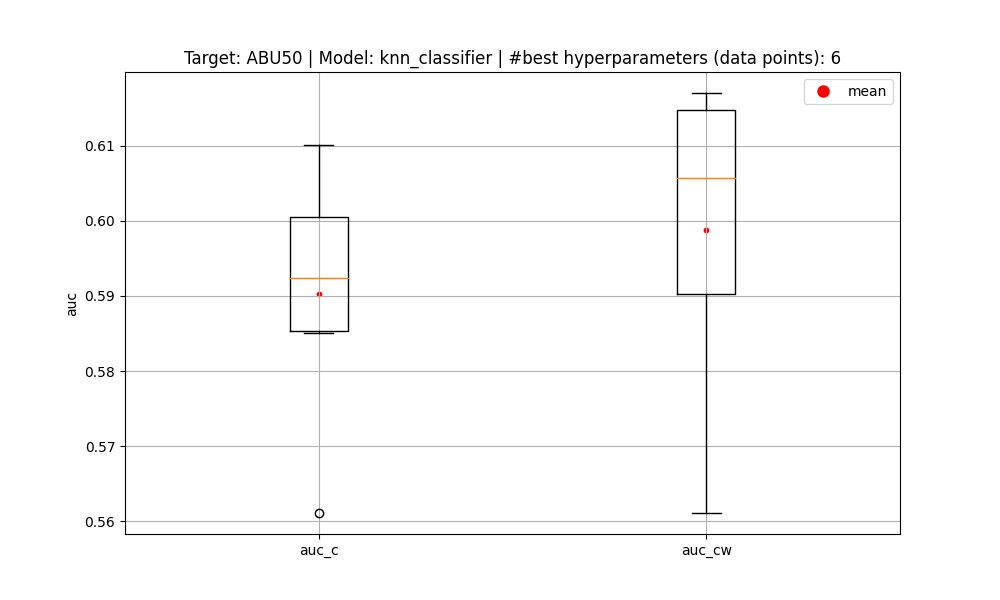 Target: ABU50 | Model: knn_classifier | #best hyperparameters (data points): 6
mean
0.61
0.60
0.59
0.58
0.57
0.56
auc
auc_c
auc_cw